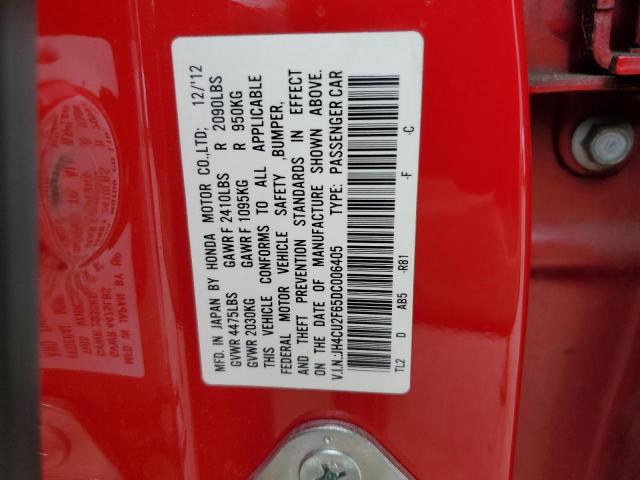 MFD. IN JAPAN BY HONDA MOTOR CO.,LTD; 12/'12
GVWR 4475LBS GAWR F 2410LBS R 2090LBS
GVWR 2030KG GAWR F 1095KG R 950KG
THIS VEHICLE CONFORMS TO ALL APPLICABLE
FEDERAL MOTOR VEHICLE SAFETY ,BUMPER,
AND THEFT PREVENTION STANDARDS IN EFFECT
ON THE DATE OF MANUFACTURE SHOWN ABOVE.
V.I.N.:JH4CU2F65DC006405 TYPE: PASSENGER CAR
TL2 D AB5 -R81 -F -C